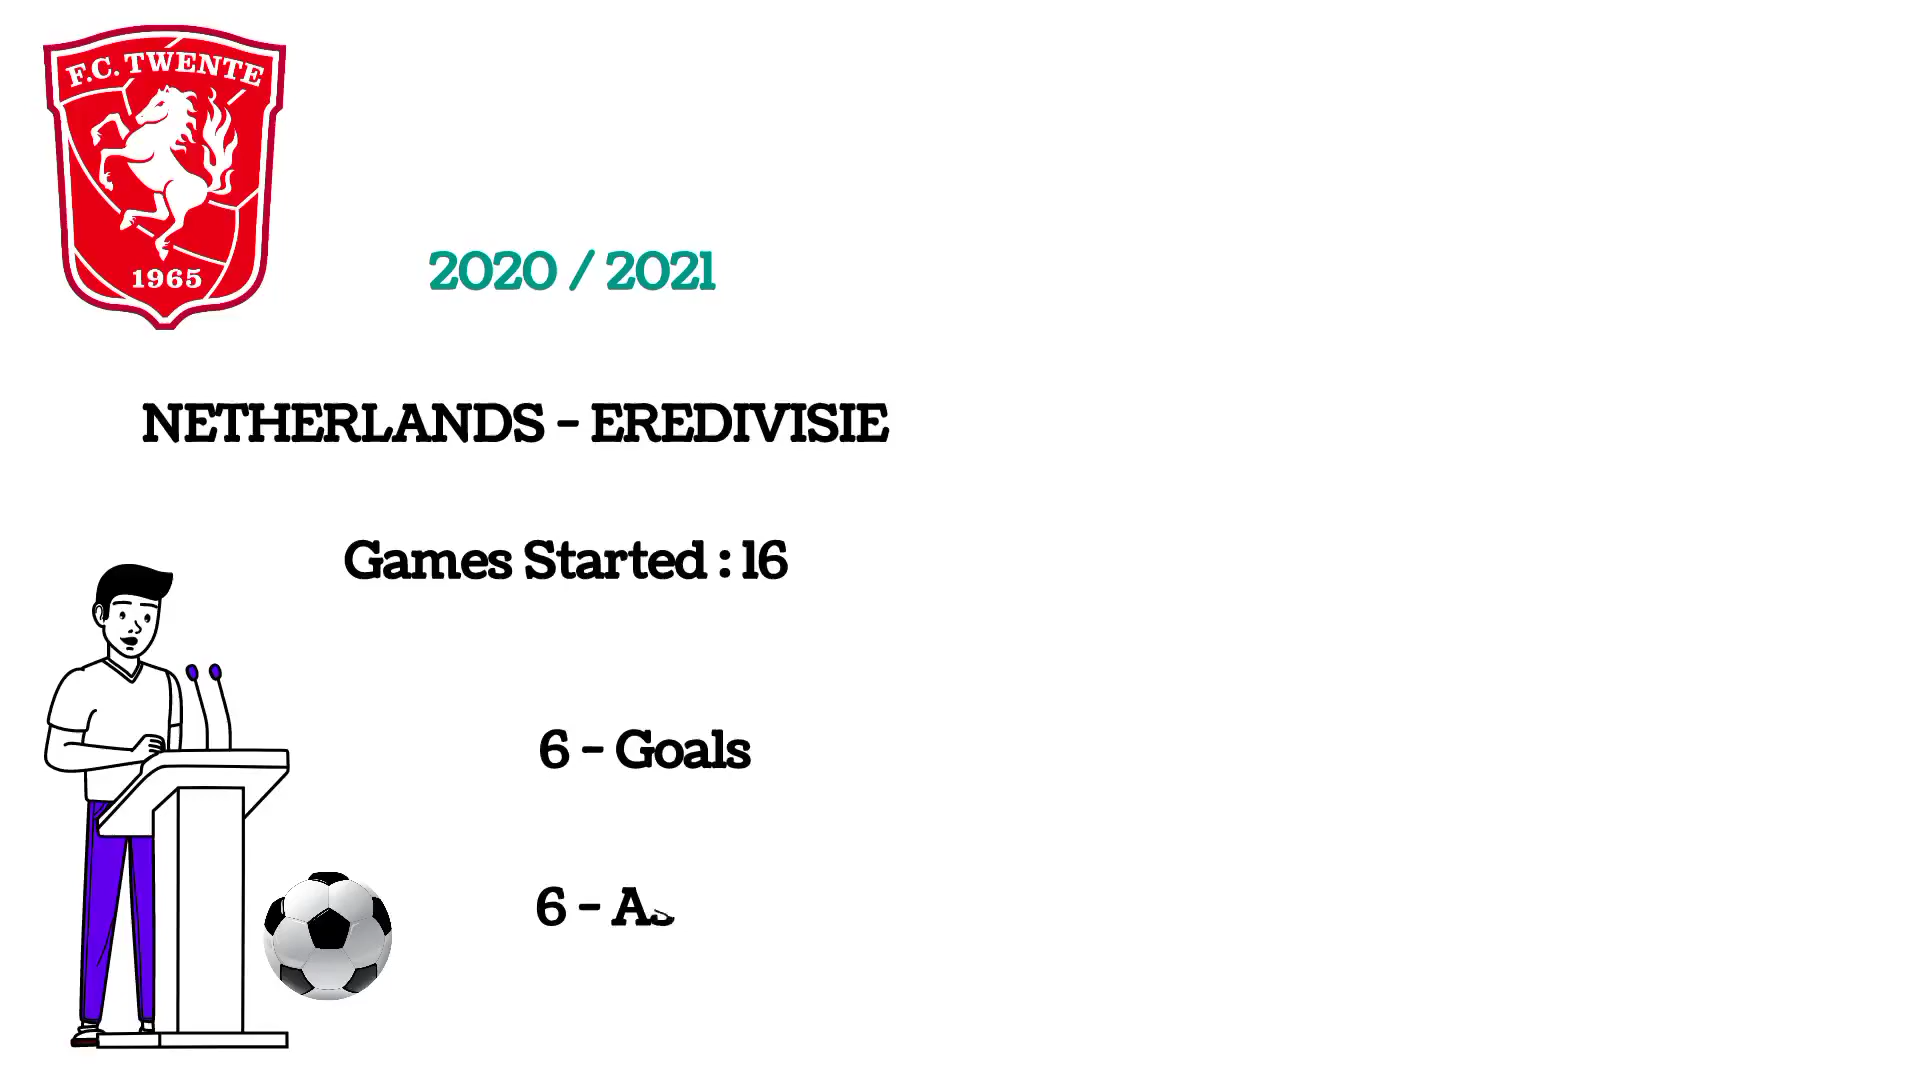 F.C. TWENTE
1965
2020 / 2021
NETHERLANDS - EREDIVISIE
Games Started : 16
6 - Goals
6 -